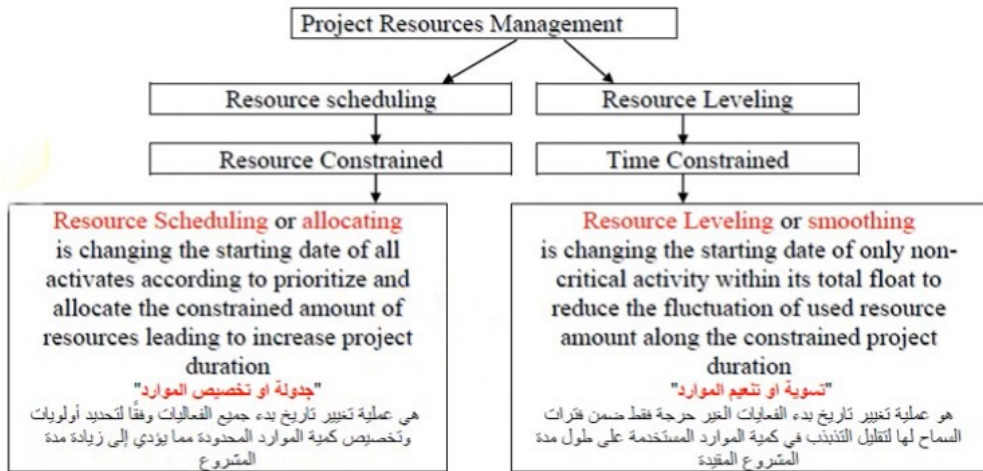 Project Resources Management
Resource scheduling
Resource Leveling
Resource Constrained
Time Constrained
Resource Scheduling or allocating
is changing the starting date of all
activates according to prioritize and
allocate the constrained amount of
resources leading to increase project
duration
"جدولة او تخصيص الموارد"
هي عملية تغيير تاريخ بدء جميع الفعاليات وفقًا لتحديد أولويات
وتخصيص كمية الموارد المحدودة مما يؤدي إلى زيادة مدة
المشروع
Resource Leveling or smoothing
is changing the starting date of only non-
critical activity within its total float to
reduce the fluctuation of used resource
amount along the constrained project
duration
"تسوية او تنعيم الموارد"
هو عملية تغيير تاريخ بدء الفعايات الغير حرجة فقط ضمن فترات
السماح لها لتقليل التذبذب في كمية الموارد المستخدمة على طول مدة
المشروع المقيدة